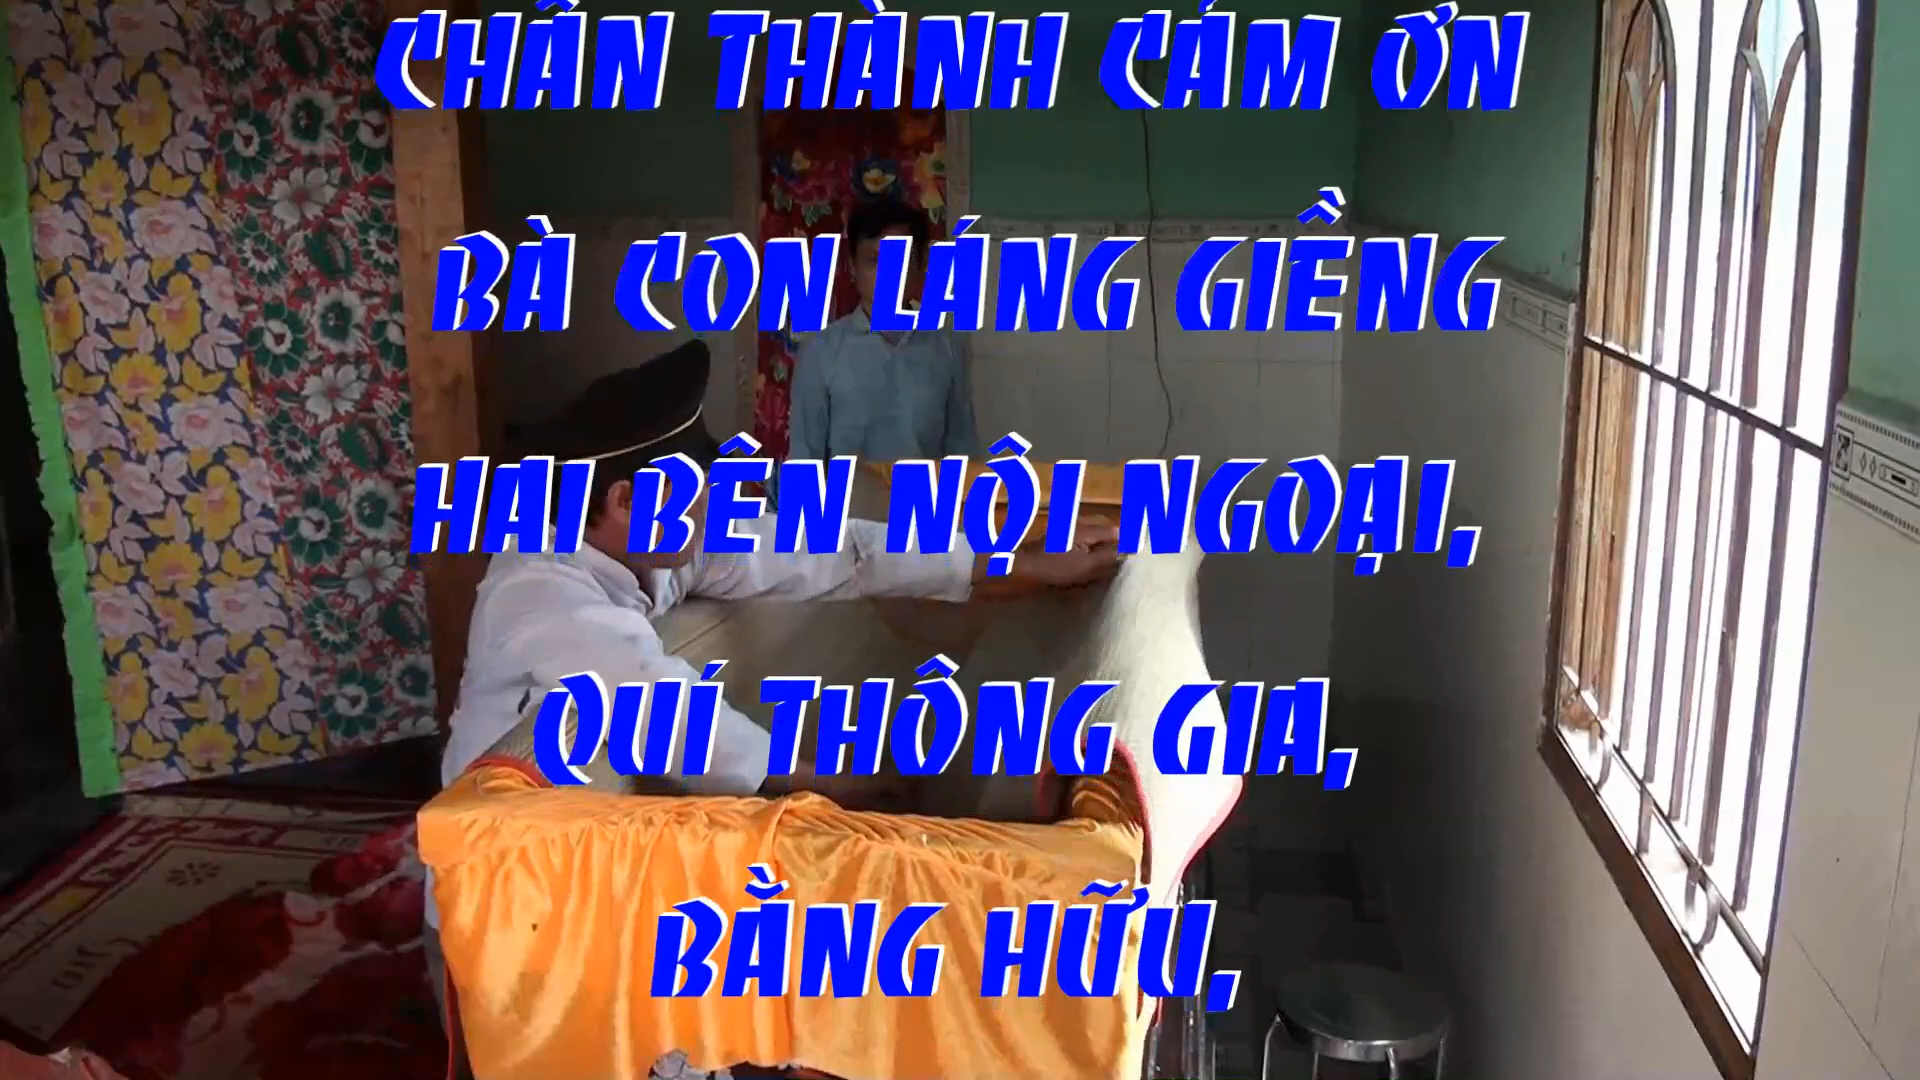 CHÂN THÀNH CÁM ƠN
BÀ CON LÁNG GIỀNG
HAI BÊN NỘI NGOẠI,
QUÍ THÔNG GIA,
BẰNG HỮU,